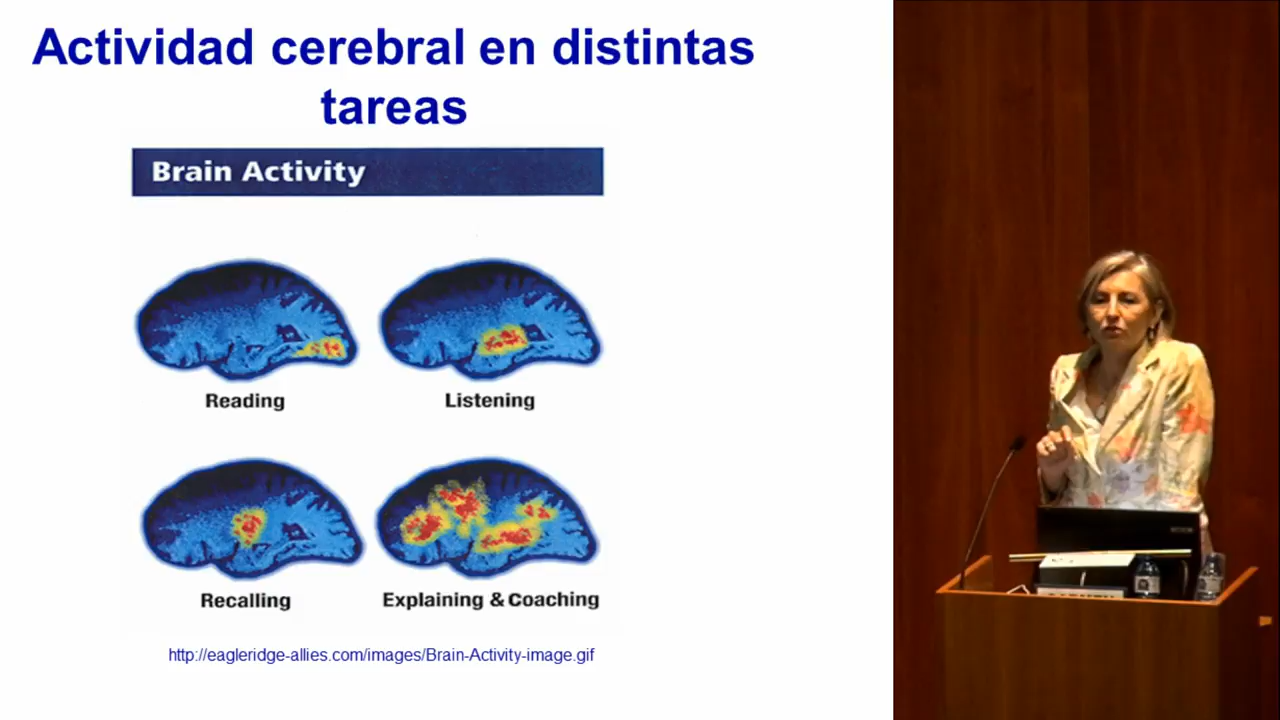 Actividad cerebral en distintas
tareas
Brain Activity
Reading
Listening
Recalling
Explaining & Coaching
http://eagleridge-allies.com/images/Brain-Activity-image.gif